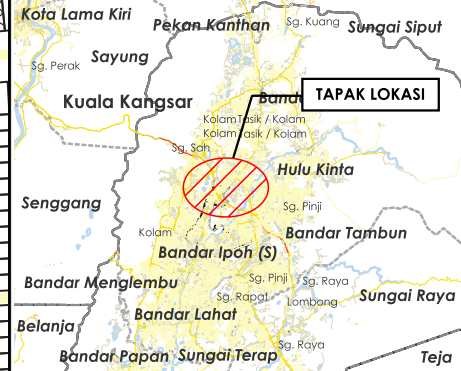 Kota Lama Kiri
Pekan Kanthan
Sg. Kuang
Sungai Siput
Sayung
Sg. Perak
Kuala Kangsar
Band
TAPAK LOKASI
Kolam Tasik / Kolam
Kolam Tasik / Kolam
Sg. Sah
Hulu Kinta
Senggang
Sg. Pinji
Kolam
Bandar Tambun
Bandar Ipoh (S)
Bandar Menglembu
Sg. Pinji
Sg. Raya
Sg. Rapat
Lombong
Sungai Raya
Belanja
Bandar Lahat
Sg. Raya
Bandar Papan
Sungai Terap
Teja